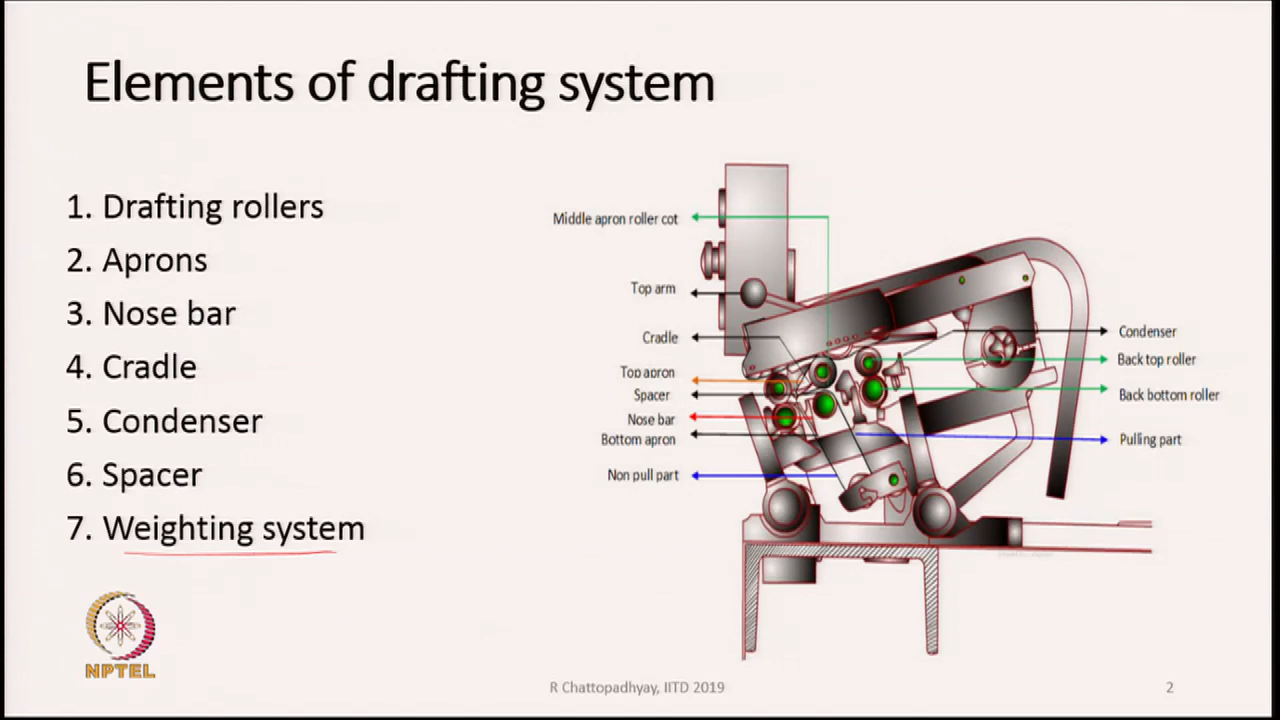 Elements of drafting system
1. Drafting rollers
2. Aprons
3. Nose bar
4. Cradle
5. Condenser
6. Spacer
7. Weighting system
Middle apron roller cot
Top arm
Cradle
Top apron
Spacer
Nose bar
Bottom apron
Non pull part
Condenser
Back top roller
Back bottom roller
Pulling part
NPTEL
R Chattopadhyay, IITD 2019
2